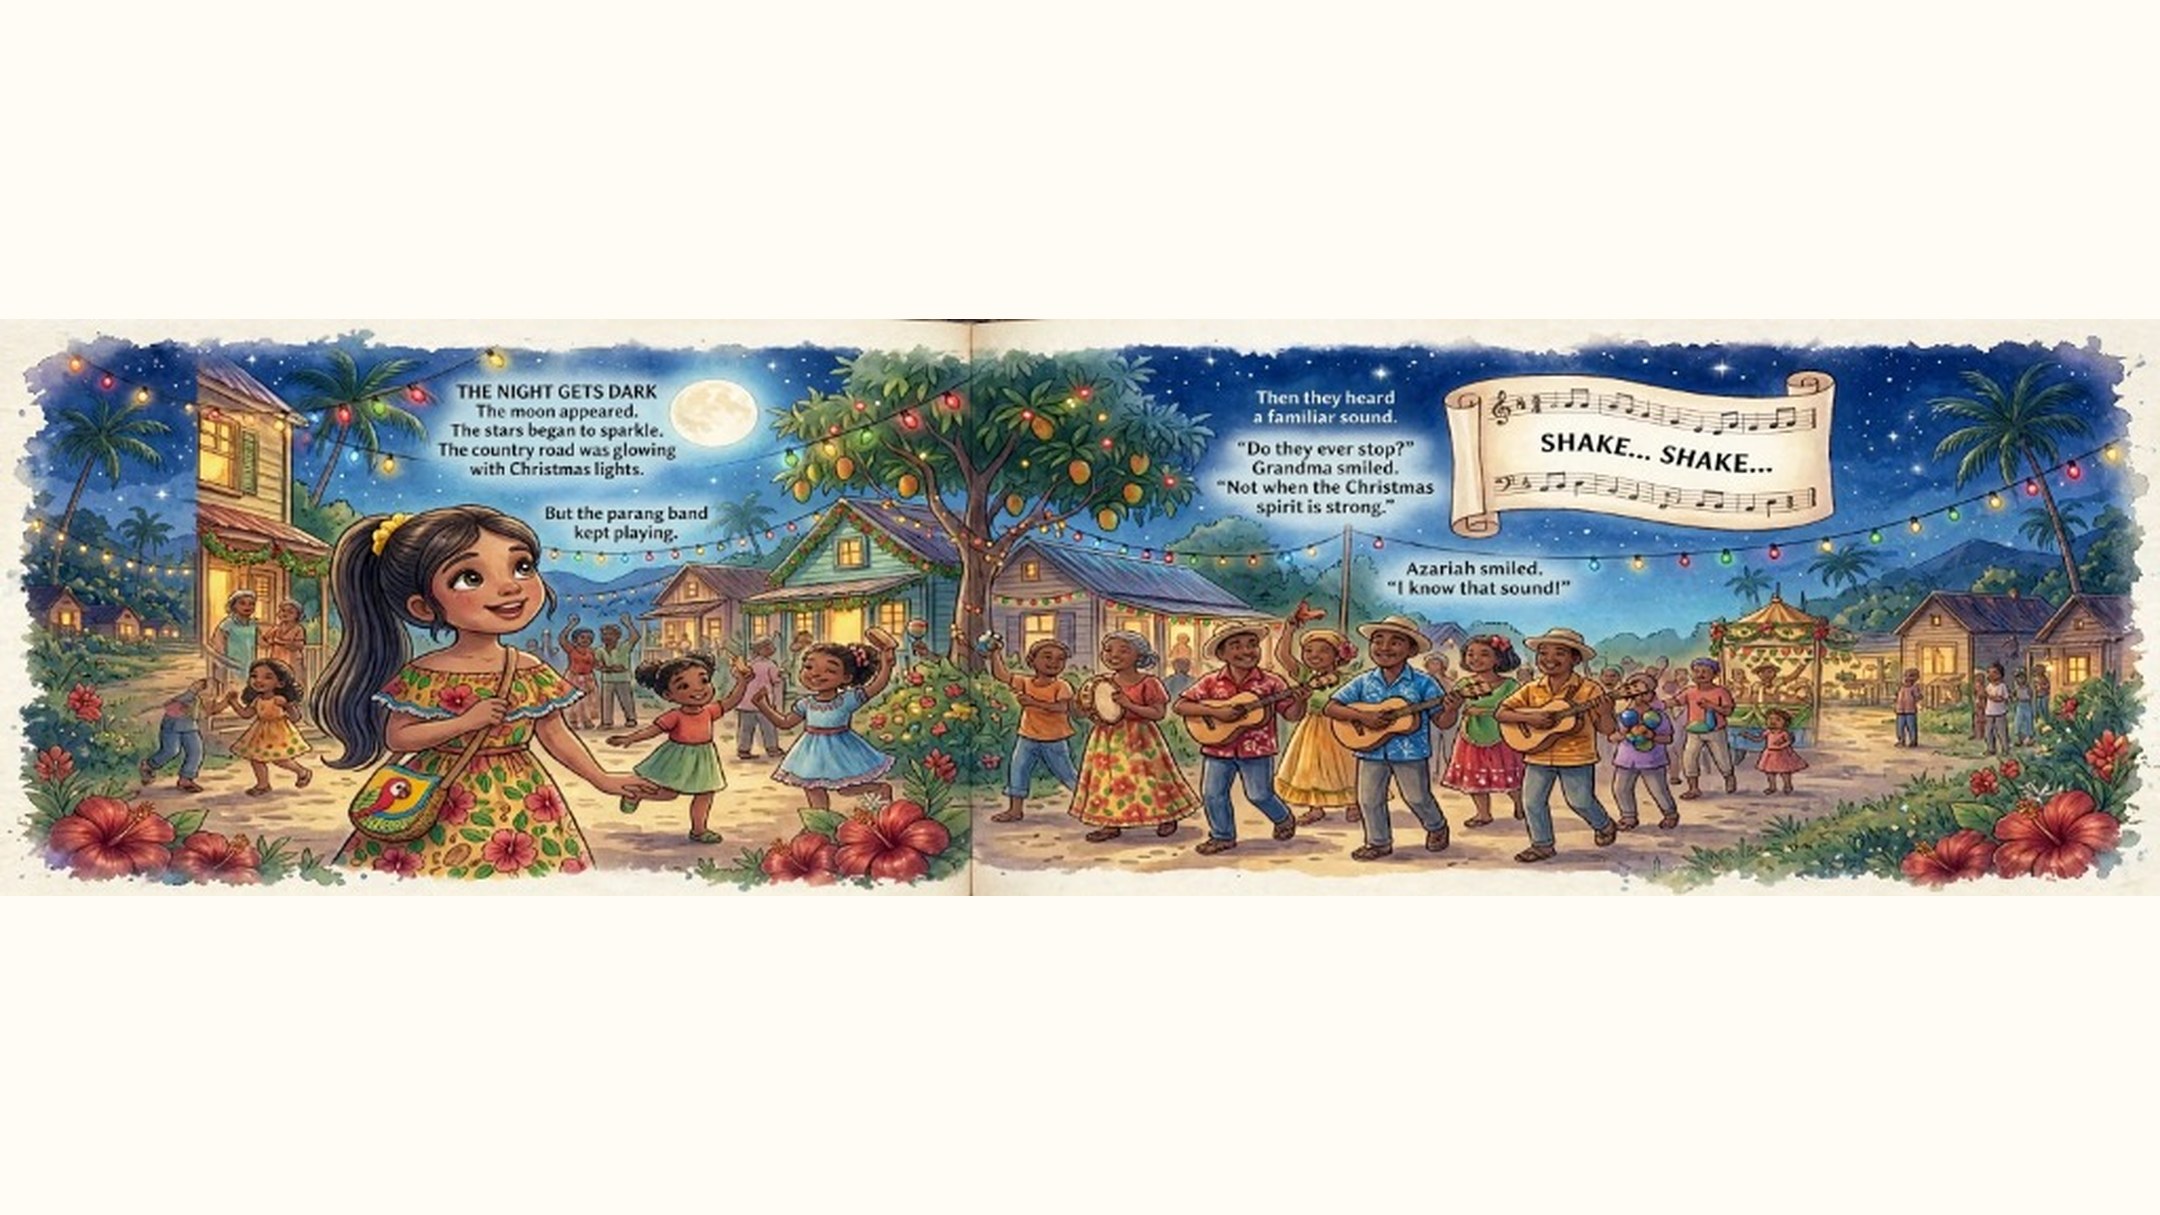 THE NIGHT GETS DARK
The moon appeared.
The stars began to sparkle.
The country road was glowing
with Christmas lights.
But the parang band
kept playing.
Then they heard
a familiar sound.
“Do they ever stop?”
Grandma smiled.
“Not when the Christmas
spirit is strong.”
SHAKE... SHAKE...
Azariah smiled.
“I know that sound!”